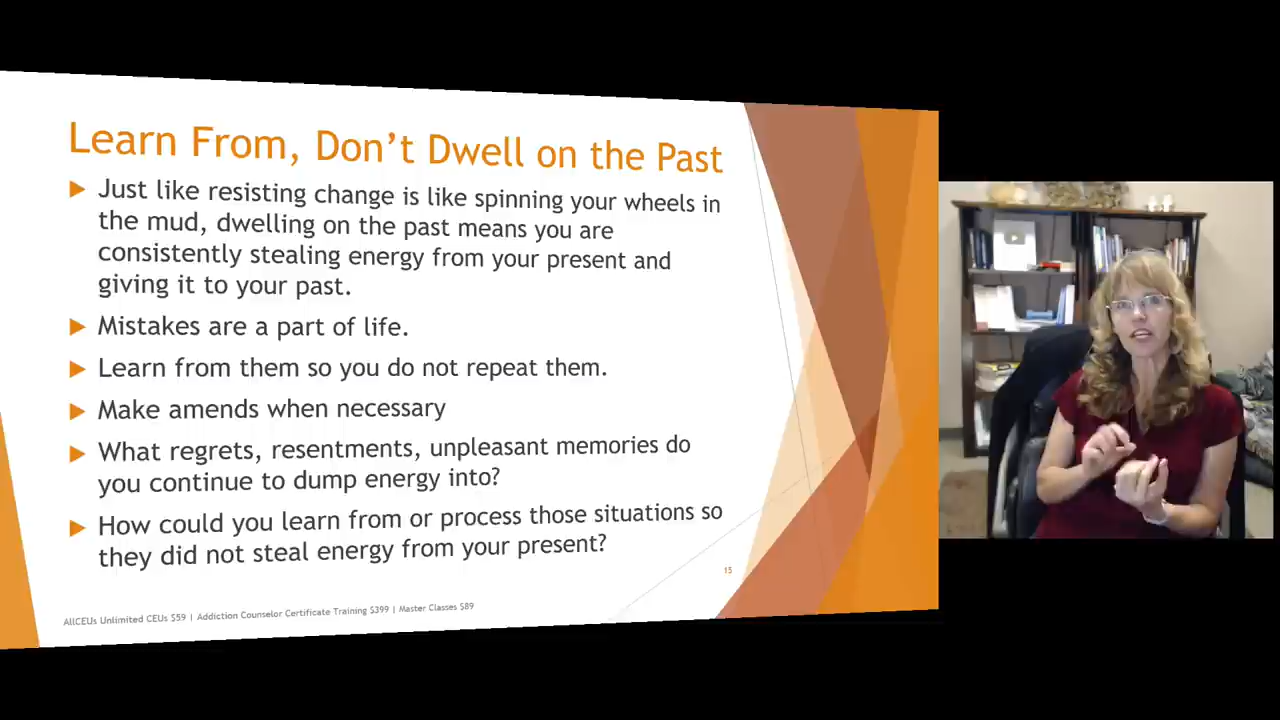 Learn From, Don't Dwell on the Past
Just like resisting change is like spinning your wheels in
the mud, dwelling on the past means you are
consistently stealing energy from your present and
giving it to your past.
Mistakes are a part of life.
Learn from them so you do not repeat them.
Make amends when necessary
What regrets, resentments, unpleasant memories do
you continue to dump energy into?
How could you learn from or process those situations so
they did not steal energy from your present?
15
AllCEUs Unlimited CEUs $59 | Addiction Counselor Certificate Training $399 | Master Classes $89